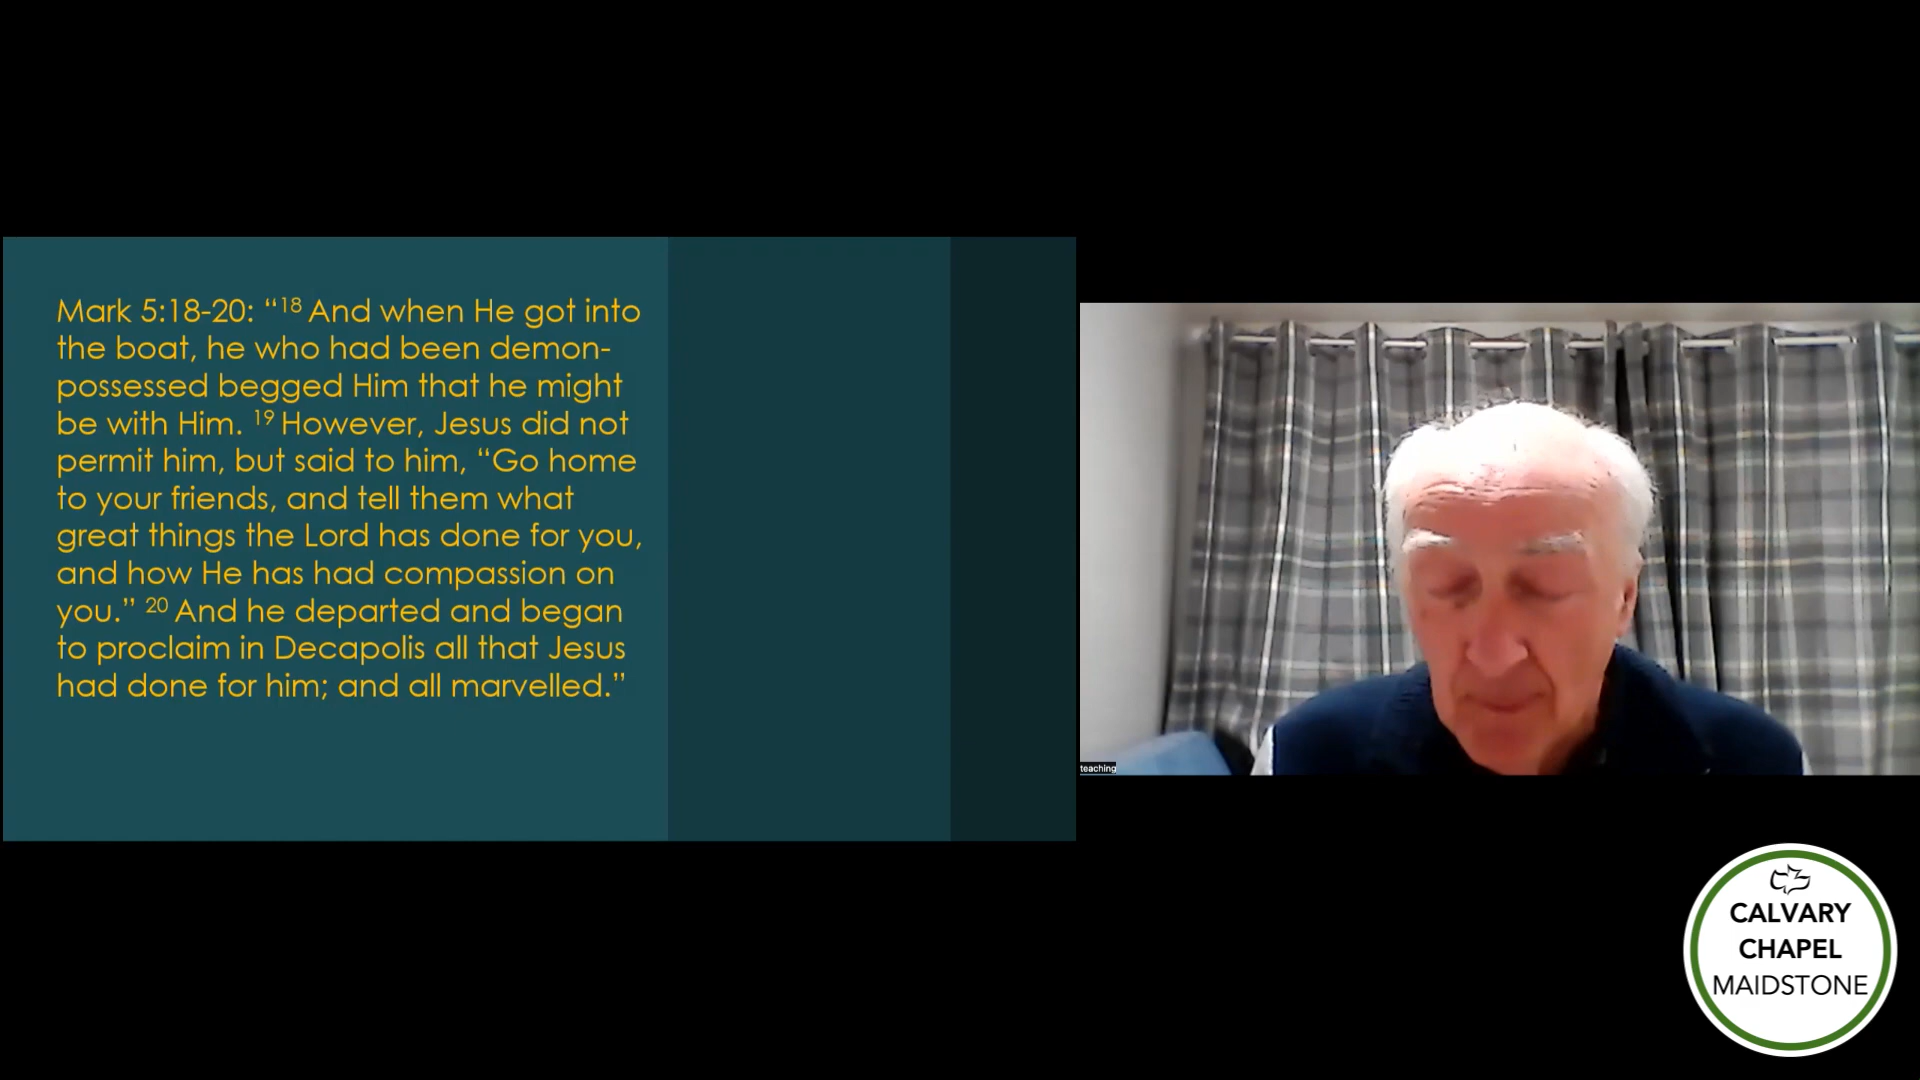 Mark 5:18-20: “18 And when He got into
the boat, he who had been demon-
possessed begged Him that he might
be with Him. 19 However, Jesus did not
permit him, but said to him, “Go home
to your friends, and tell them what
great things the Lord has done for you,
and how He has had compassion on
you.” 20 And he departed and began
to proclaim in Decapolis all that Jesus
had done for him; and all marvelled.”
teaching
CALVARY
CHAPEL
MAIDSTONE